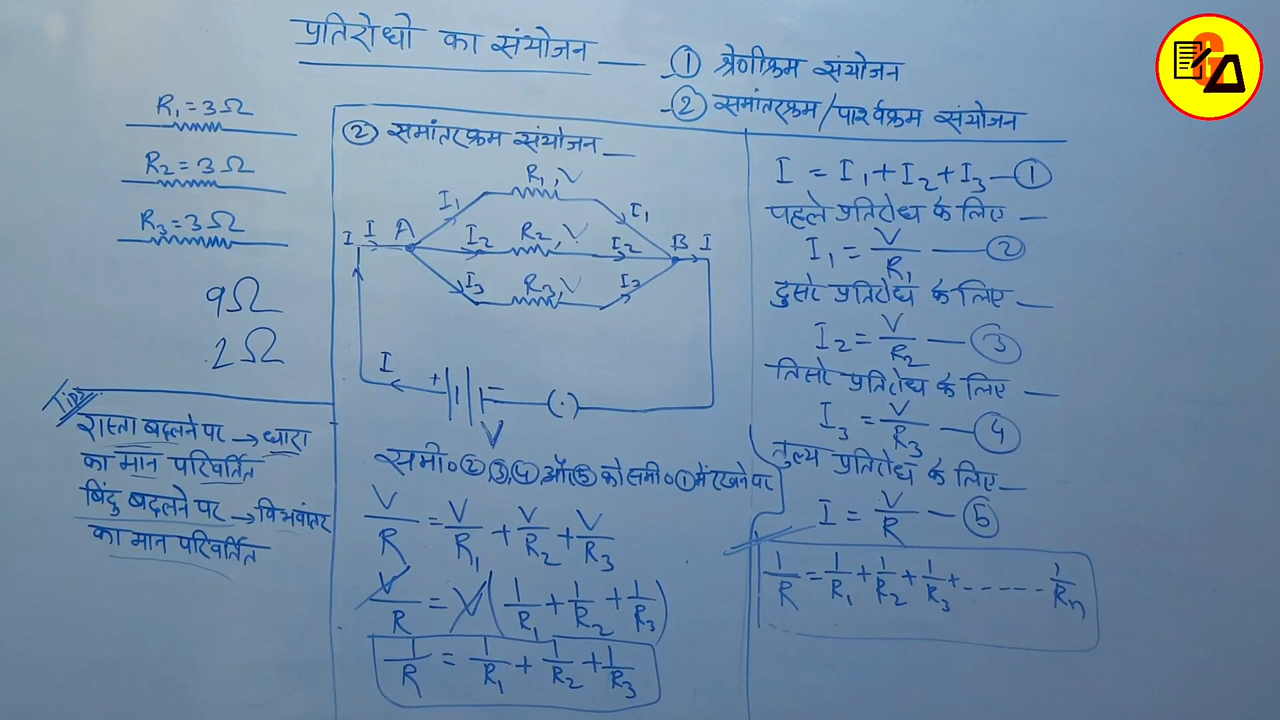 प्रतिरोधो का संयोजन —
① श्रेणीक्रम संयोजन
② समांतरक्रम/पार्श्वक्रम संयोजन
R₁=3Ω
R₂=3Ω
R₃=3Ω
9Ω
2Ω
रास्ता बदलने पर → धारा
का मान परिवर्तित
बिंदु बदलने पर → विभवांतर
का मान परिवर्तित
② समांतरक्रम संयोजन —
R₁, V
I₁ I₁
I I A I₂ R₂, V I₂ B I
I₃ R₃, V I₃
I + −
V
समी० ②,③,④ और ⑤ को समी० ① में रखने पर
V/R = V/R₁ + V/R₂ + V/R₃
V/R = V(1/R₁ + 1/R₂ + 1/R₃)
1/R = 1/R₁ + 1/R₂ + 1/R₃
I = I₁+I₂+I₃ — ①
पहले प्रतिरोध के लिए —
I₁ = V/R₁ — ②
दुसरे प्रतिरोध के लिए —
I₂ = V/R₂ — ③
तिसरे प्रतिरोध के लिए —
I₃ = V/R₃ — ④
तुल्य प्रतिरोध के लिए —
I = V/R — ⑤
1/R = 1/R₁ + 1/R₂ + 1/R₃ + ----- 1/Rn